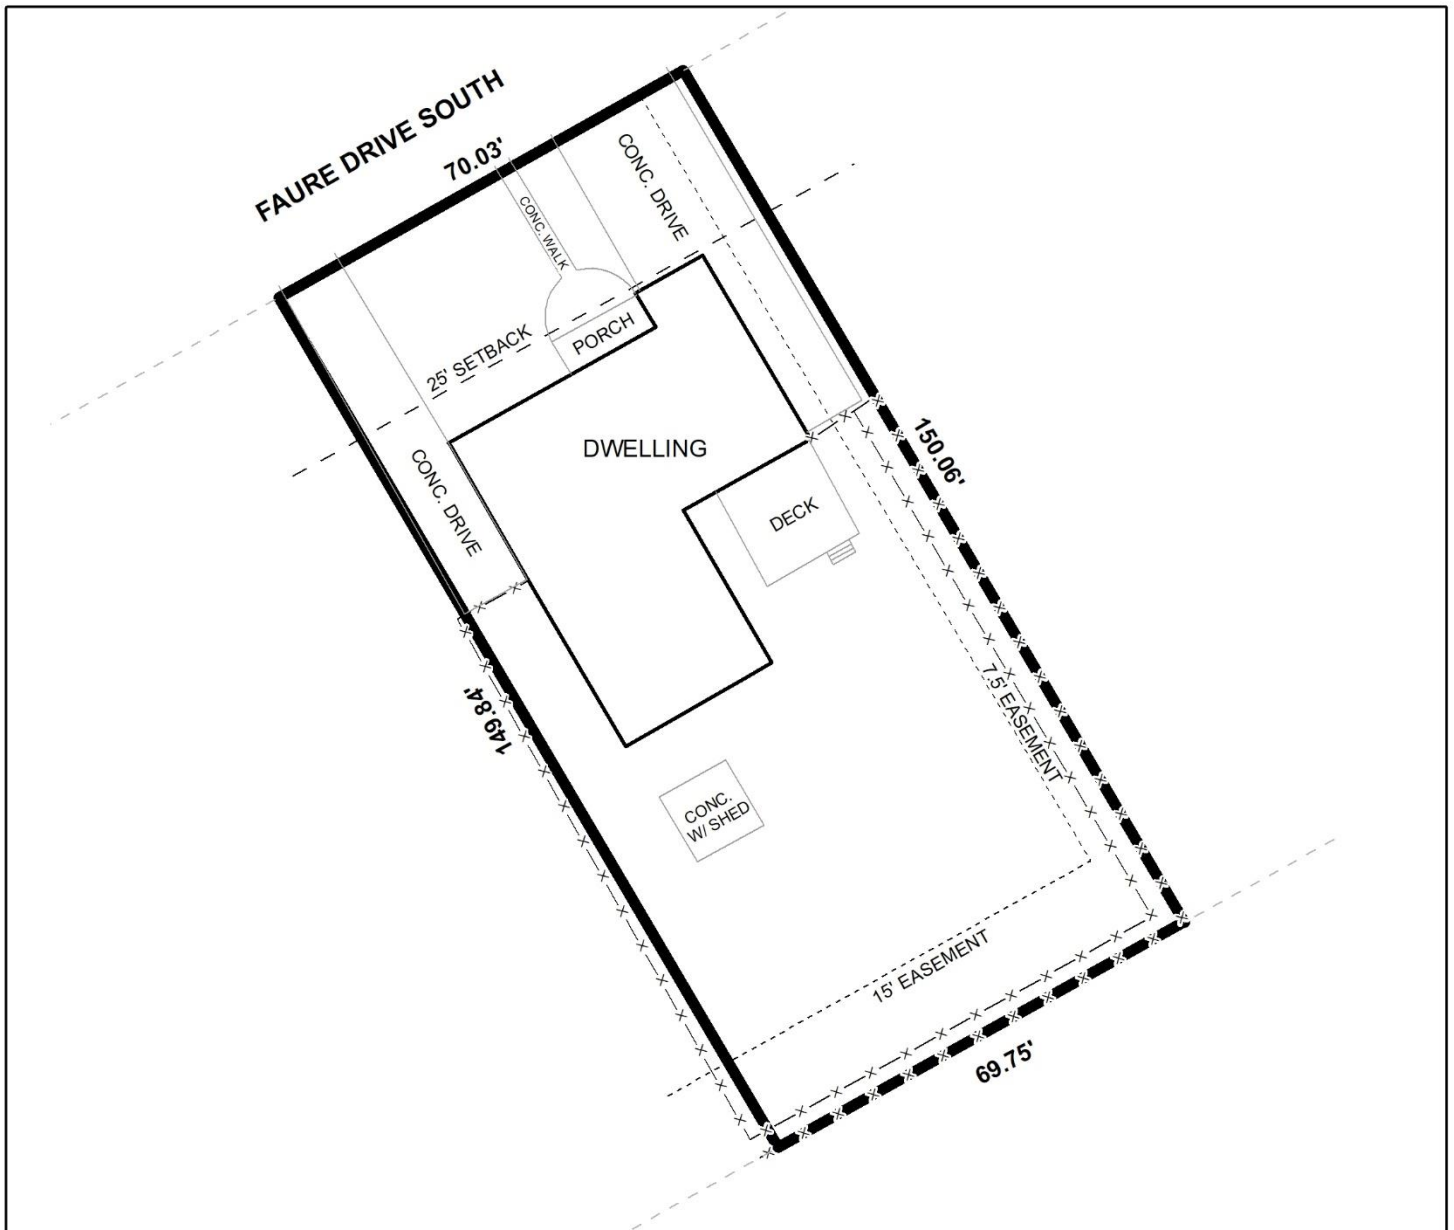 FAURE DRIVE SOUTH
70.03'
CONC. DRIVE
CONC. WALK
25' SETBACK
PORCH
DWELLING
CONC. DRIVE
150.06'
DECK
149.84'
7.5' EASEMENT
CONC.
W/ SHED
15' EASEMENT
69.75'